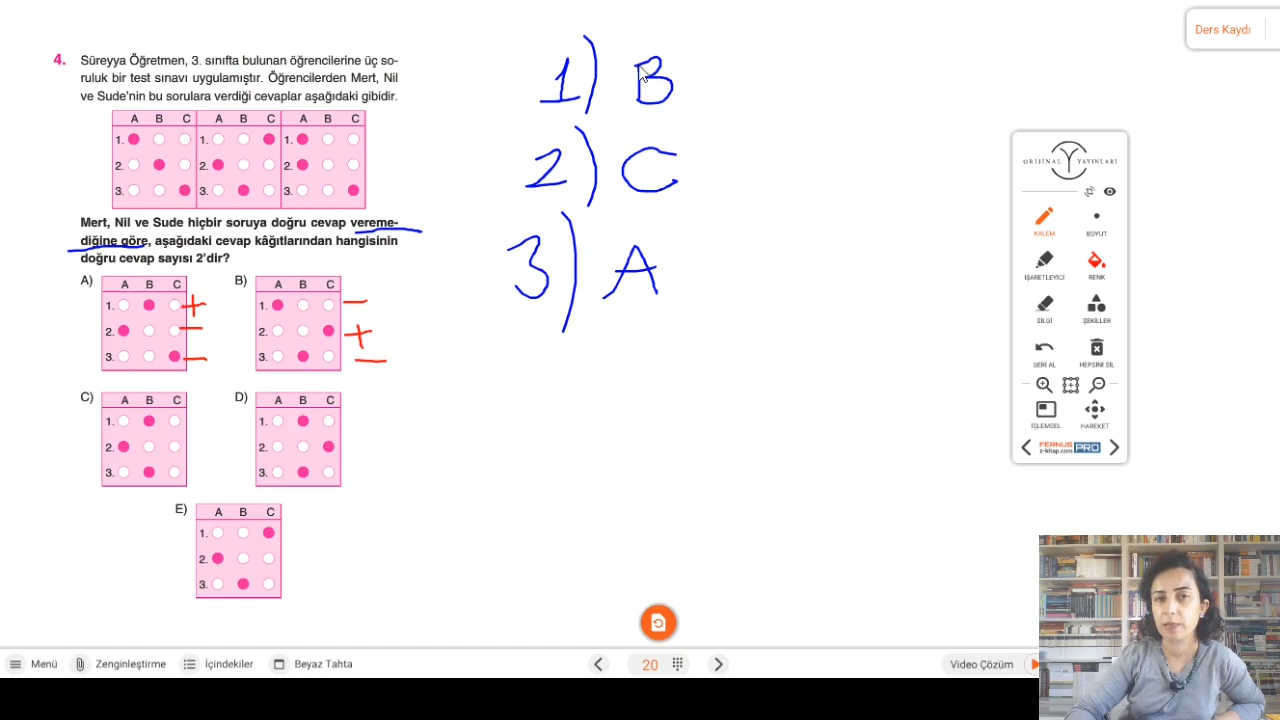 Ders Kaydı
4. Süreyya Öğretmen, 3. sınıfta bulunan öğrencilerine üç so-
ruluk bir test sınavı uygulamıştır. Öğrencilerden Mert, Nil
ve Sude'nin bu sorulara verdiği cevaplar aşağıdaki gibidir.
A B C A B C A B C
1. 1. 1.
2. 2. 2.
3. 3. 3.
Mert, Nil ve Sude hiçbir soruya doğru cevap vereme-
diğine göre, aşağıdaki cevap kâğıtlarından hangisinin
doğru cevap sayısı 2'dir?
A) A B C
1. +
2. −
3. −
B) A B C
1. −
2. +
3. −
C) A B C
1.
2.
3.
D) A B C
1.
2.
3.
E) A B C
1.
2.
3.
1) B
2) C
3) A
ORİJİNAL YAYINLARI
KALEM BOYUT
İŞARETLEYİCİ RENK
SİLGİ ŞEKİLLER
GERİ AL HEPSİNİ SİL
İŞLEMSEL HAREKET
FERNUS PRO
z-kitap.com
Menü Zenginleştirme İçindekiler Beyaz Tahta 20 Video Çözüm